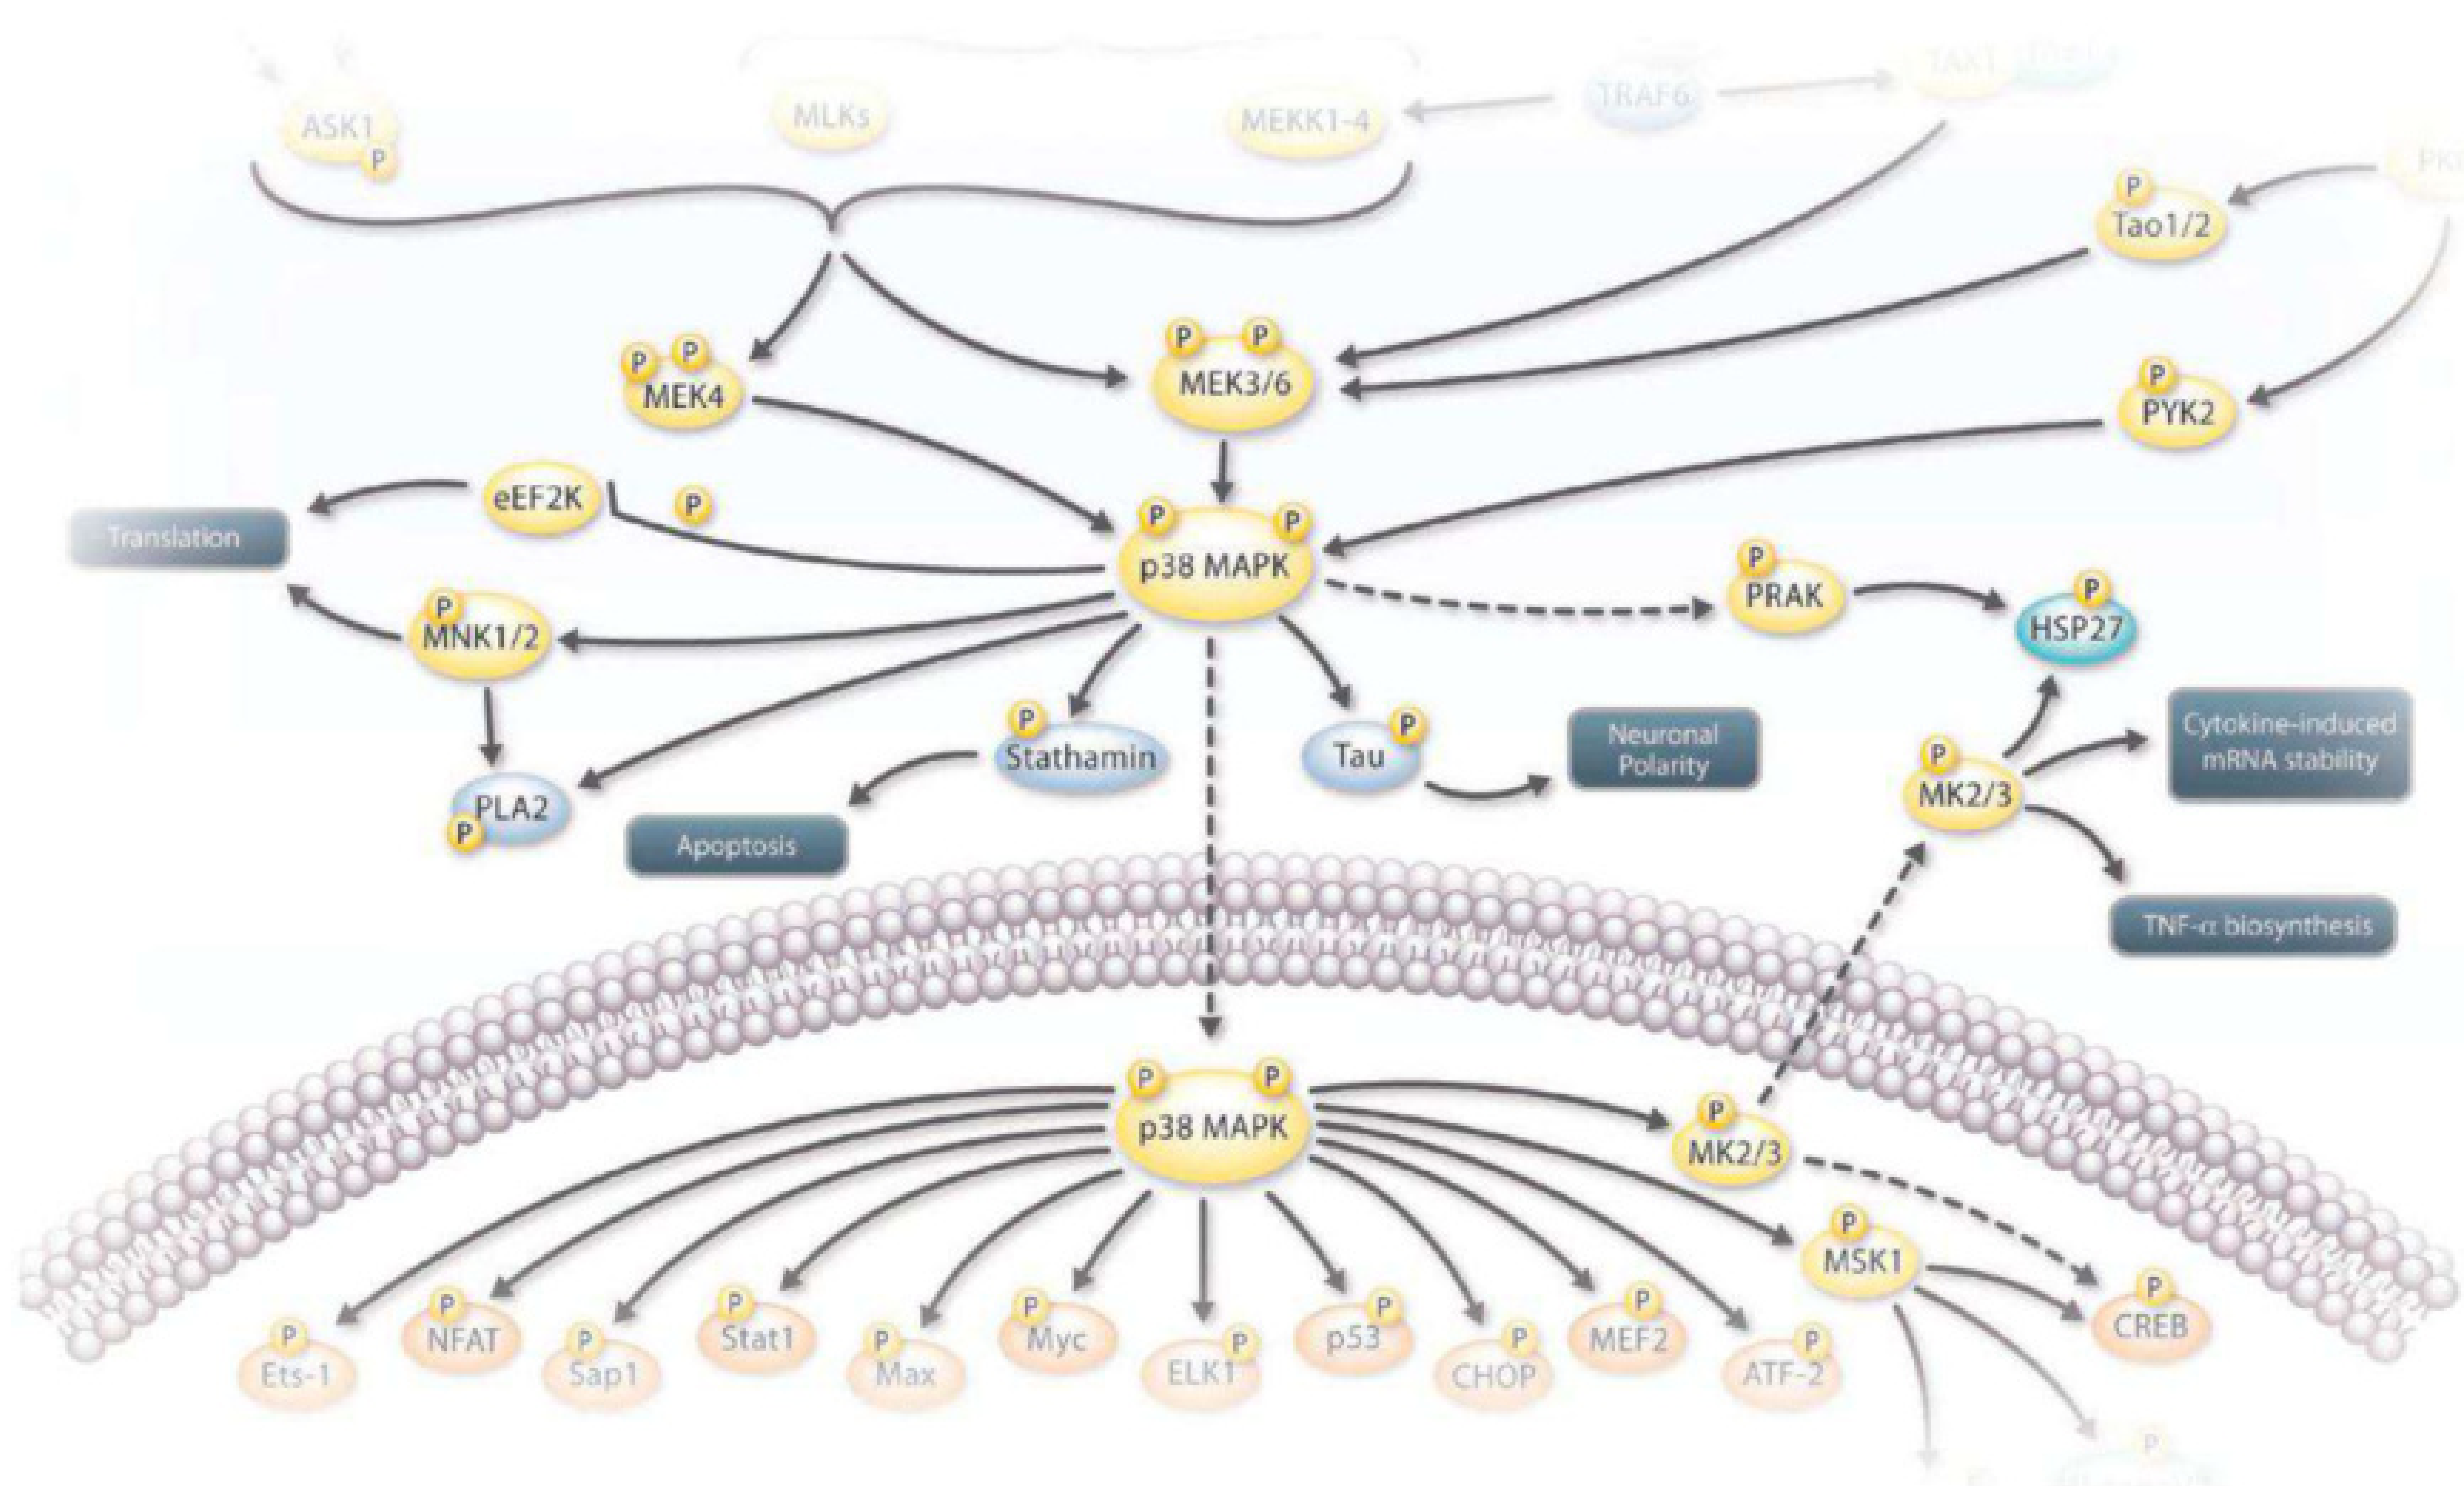 ASK1
P
MLKs
MEKK1-4
TRAF6
TAK1
P
Tao1/2
P P
MEK4
P P
MEK3/6
P
PYK2
eEF2K
P
Translation
P P
p38 MAPK
P
PRAK
P
HSP27
P
MNK1/2
P
Stathamin
P
Tau
Neuronal
Polarity
Cytokine-induced
mRNA stability
P
MK2/3
PLA2
P
Apoptosis
TNF-α biosynthesis
P P
p38 MAPK
P
MK2/3
P
MSK1
P
CREB
P
Ets-1
P
NFAT
P
Sap1
P
Stat1
P
Max
P
Myc
P
ELK1
P
p53
P
CHOP
P
MEF2
P
ATF-2
P